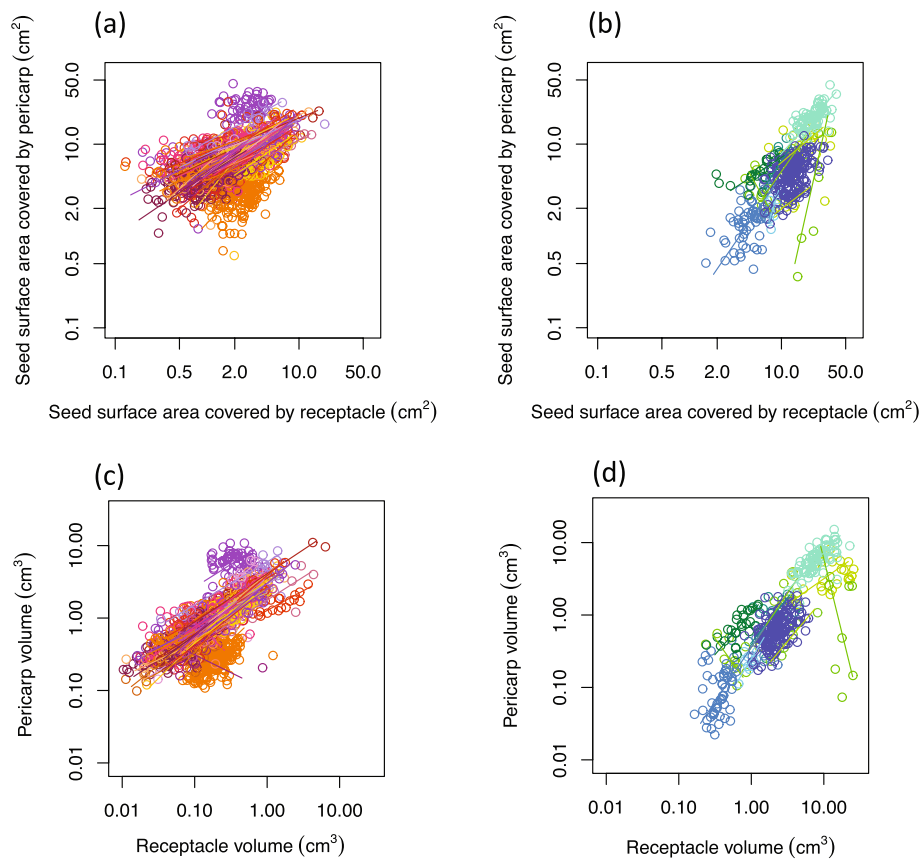 (a)
Seed surface area covered by pericarp (cm²)
50.0
10.0
2.0
0.5
0.1
0.1 0.5 2.0 10.0 50.0
Seed surface area covered by receptacle (cm²)
(b)
Seed surface area covered by pericarp (cm²)
50.0
10.0
2.0
0.5
0.1
0.1 0.5 2.0 10.0 50.0
Seed surface area covered by receptacle (cm²)
(c)
Pericarp volume (cm³)
10.00
1.00
0.10
0.01
0.01 0.10 1.00 10.00
Receptacle volume (cm³)
(d)
Pericarp volume (cm³)
10.00
1.00
0.10
0.01
0.01 0.10 1.00 10.00
Receptacle volume (cm³)